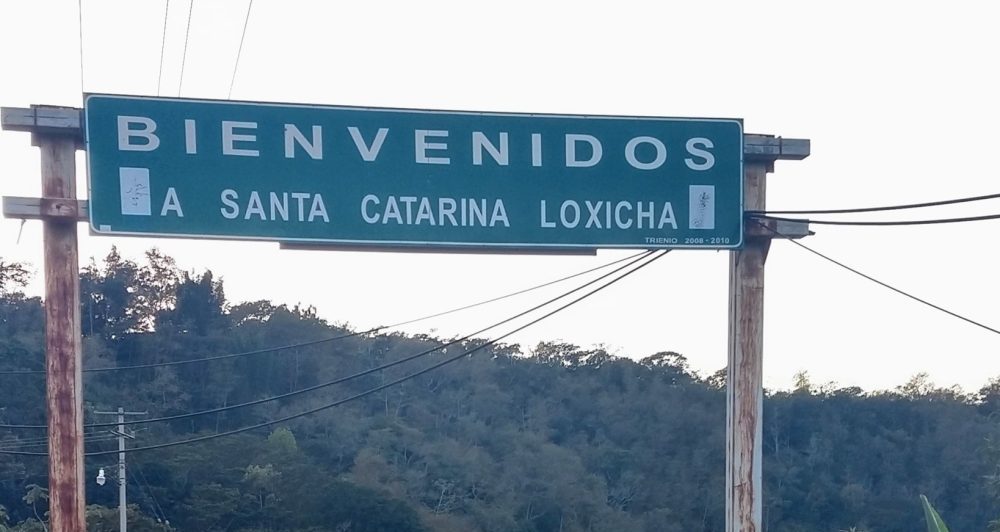 BIENVENIDOS
A SANTA CATARINA LOXICHA
TRIENIO 2008 - 2010